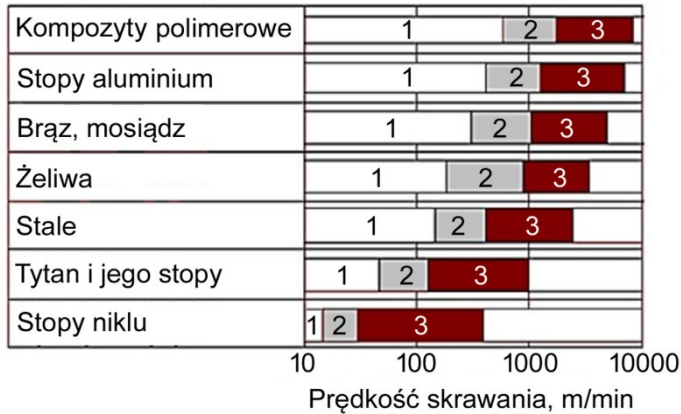 Kompozyty polimerowe 1 2 3
Stopy aluminium 1 2 3
Brąz, mosiądz 1 2 3
Żeliwa 1 2 3
Stale 1 2 3
Tytan i jego stopy 1 2 3
Stopy niklu 1 2 3
10 100 1000 10000
Prędkość skrawania, m/min